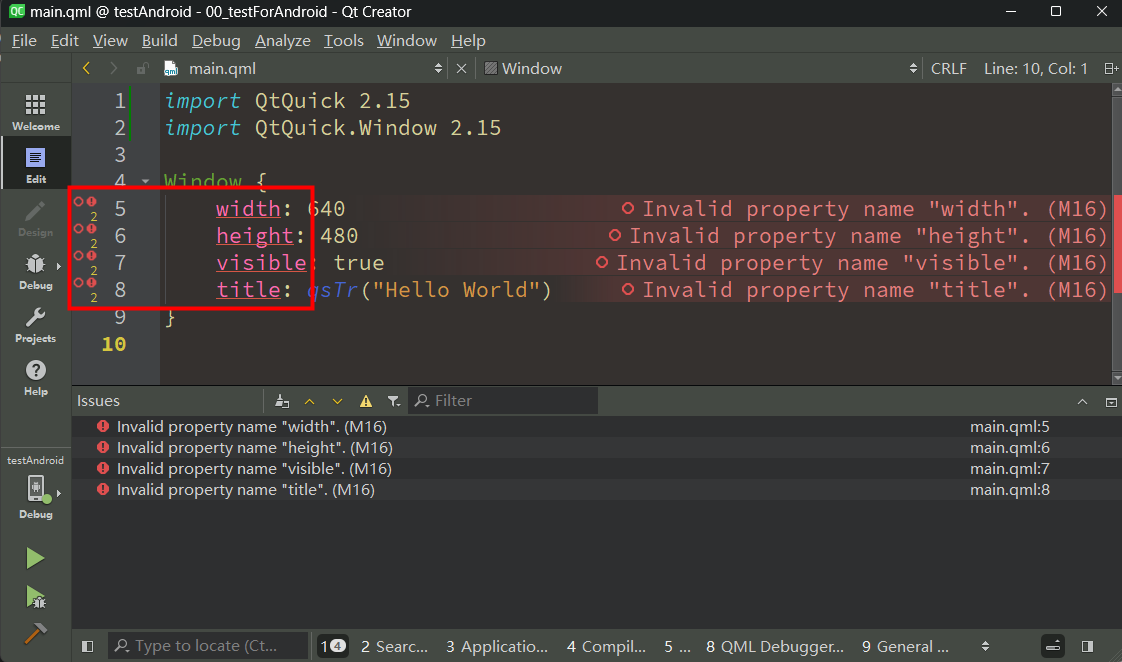 QC main.qml @ testAndroid - 00_testForAndroid - Qt Creator
File Edit View Build Debug Analyze Tools Window Help
qml main.qml Window CRLF Line: 10, Col: 1
Welcome
Edit
Design
Debug
Projects
Help
testAndroid
Debug
1 import QtQuick 2.15
2 import QtQuick.Window 2.15
3
4 Window {
2 5 width: 640 Invalid property name "width". (M16)
2 6 height: 480 Invalid property name "height". (M16)
2 7 visible: true Invalid property name "visible". (M16)
2 8 title: qsTr("Hello World") Invalid property name "title". (M16)
9 }
10
Issues Filter
Invalid property name "width". (M16) main.qml:5
Invalid property name "height". (M16) main.qml:6
Invalid property name "visible". (M16) main.qml:7
Invalid property name "title". (M16) main.qml:8
Type to locate (Ct... 1 4 2 Searc... 3 Applicatio... 4 Compil... 5 ... 8 QML Debugger... 9 General ...